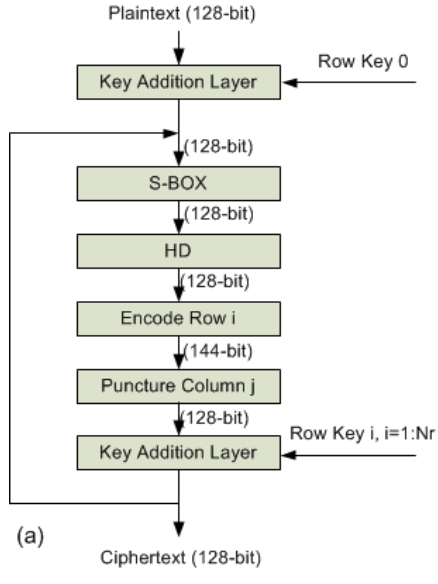 Plaintext (128-bit)
Row Key 0
Key Addition Layer
(128-bit)
S-BOX
(128-bit)
HD
(128-bit)
Encode Row i
(144-bit)
Puncture Column j
(128-bit)
Row Key i, i=1:Nr
Key Addition Layer
(a)
Ciphertext (128-bit)